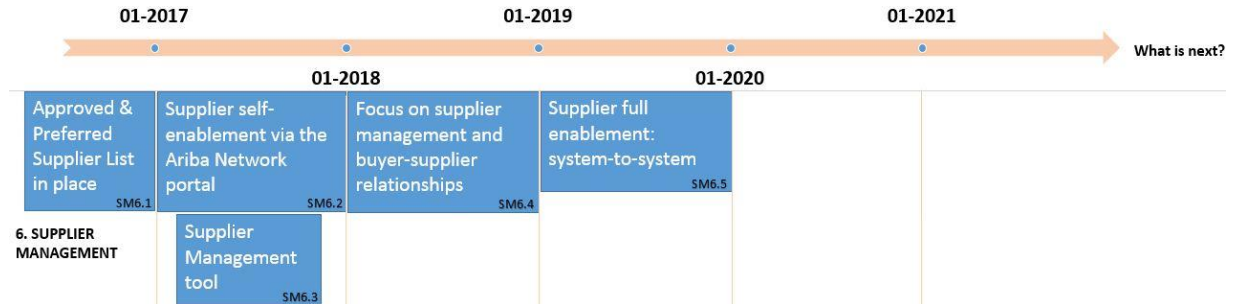 01-2017
01-2019
01-2021
What is next?
01-2018
01-2020
Approved &
Preferred
Supplier List
in place
SM6.1
Supplier self-
enablement via the
Ariba Network
portal
SM6.2
Focus on supplier
management and
buyer-supplier
relationships
SM6.4
Supplier full
enablement:
system-to-system
SM6.5
6. SUPPLIER
MANAGEMENT
Supplier
Management
tool
SM6.3